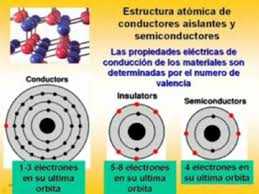 Estructura atómica de
conductores aislantes y
semiconductores
Las propiedades eléctricas de
conducción de los materiales son
determinadas por el numero de
valencia
Conductors
Insulators
Semiconductors
1-3 electrones
en su ultima
orbita
5-8 electrones
en su ultima
orbita
4 electrones en
su ultima orbita